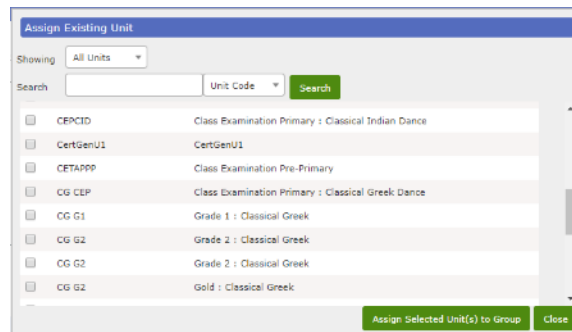 Assign Existing Unit
Showing All Units
Search Unit Code Search
CEPCID Class Examination Primary : Classical Indian Dance
CertGenU1 CertGenU1
CETAPPP Class Examination Pre-Primary
CG CEP Class Examination Primary : Classical Greek Dance
CG G1 Grade 1 : Classical Greek
CG G2 Grade 2 : Classical Greek
CG G2 Grade 2 : Classical Greek
CG G2 Gold : Classical Greek
Assign Selected Unit(s) to Group Close